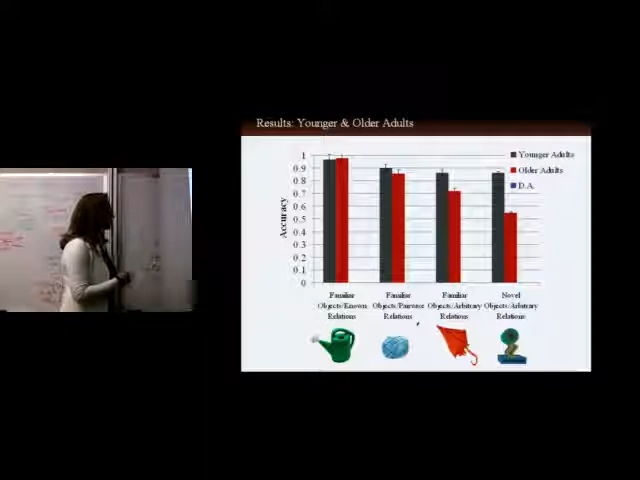 Results: Younger & Older Adults
1
0.9
0.8
0.7
0.6
0.5
0.4
0.3
0.2
0.1
0
Accuracy
Younger Adults
Older Adults
D.A.
Familiar
Objects/Known
Relations
Familiar
Objects/Pairwise
Relations
Familiar
Objects/Arbitrary
Relations
Novel
Objects/Arbitrary
Relations